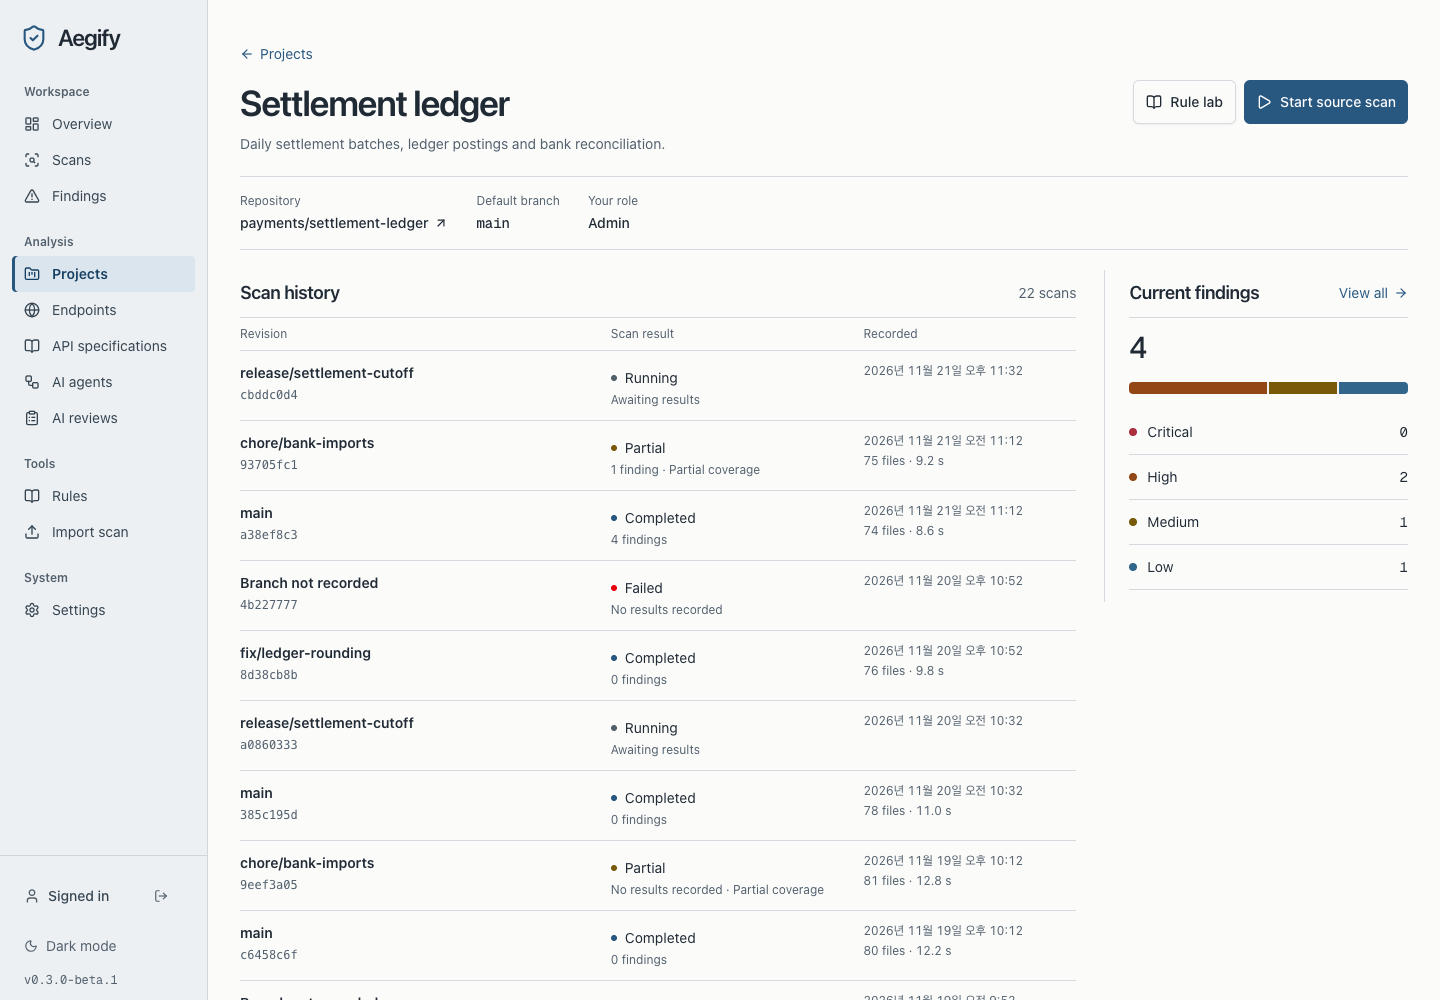 Aegify
Workspace
Overview
Scans
Findings
Analysis
Projects
Endpoints
API specifications
AI agents
AI reviews
Tools
Rules
Import scan
System
Settings
Signed in
Dark mode
v0.3.0-beta.1
Projects
Settlement ledger
Rule lab
Start source scan
Daily settlement batches, ledger postings and bank reconciliation.
Repository
payments/settlement-ledger
Default branch
main
Your role
Admin
Scan history
22 scans
Revision Scan result Recorded
release/settlement-cutoff
cbddc0d4
Running
Awaiting results
2026년 11월 21일 오후 11:32
chore/bank-imports
93705fc1
Partial
1 finding · Partial coverage
2026년 11월 21일 오전 11:12
75 files · 9.2 s
main
a38ef8c3
Completed
4 findings
2026년 11월 21일 오전 11:12
74 files · 8.6 s
Branch not recorded
4b227777
Failed
No results recorded
2026년 11월 20일 오후 10:52
fix/ledger-rounding
8d38cb8b
Completed
0 findings
2026년 11월 20일 오후 10:52
76 files · 9.8 s
release/settlement-cutoff
a0860333
Running
Awaiting results
2026년 11월 20일 오전 10:32
main
385c195d
Completed
0 findings
2026년 11월 20일 오전 10:32
78 files · 11.0 s
chore/bank-imports
9eef3a05
Partial
No results recorded · Partial coverage
2026년 11월 19일 오후 10:12
81 files · 12.8 s
main
c6458c6f
Completed
0 findings
2026년 11월 19일 오후 10:12
80 files · 12.2 s
Current findings
View all
4
Critical 0
High 2
Medium 1
Low 1